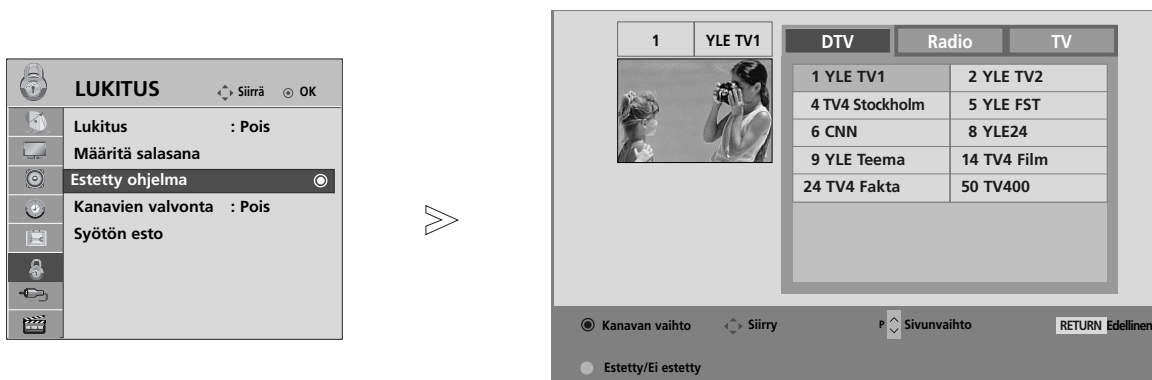 LUKITUS Siirrä OK
Lukitus : Pois
Määritä salasana
Estetty ohjelma
Kanavien valvonta : Pois
Syötön esto
1 YLE TV1
DTV Radio TV
1 YLE TV1 2 YLE TV2
4 TV4 Stockholm 5 YLE FST
6 CNN 8 YLE24
9 YLE Teema 14 TV4 Film
24 TV4 Fakta 50 TV400
Kanavan vaihto Siirry P Sivunvaihto RETURN Edellinen
Estetty/Ei estetty